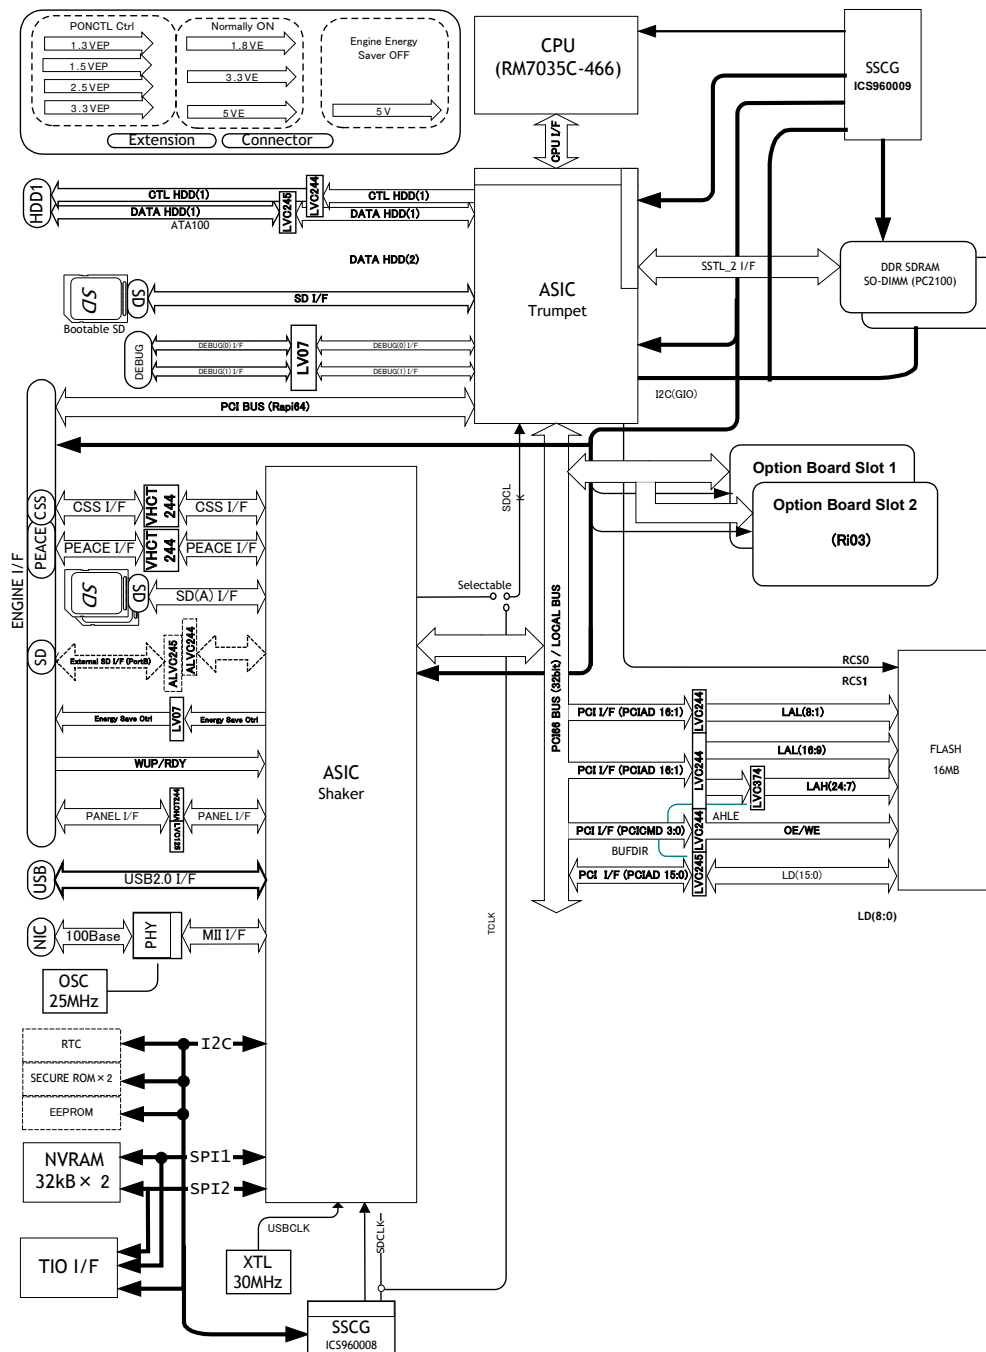 PONCTL Ctrl
1.3VEP
1.5VEP
2.5VEP
3.3VEP
Normally ON
1.8VE
3.3VE
5VE
Engine Energy
Saver OFF
5V
Extension
Connector
CPU
(RM7035C-466)
SSCG
ICS960009
CPU I/F
HDD1
CTL HDD(1)
LVC244
CTL HDD(1)
DATA HDD(1)
LVC245
DATA HDD(1)
ATA100
DATA HDD(2)
ASIC
Trumpet
SSTL_2 I/F
DDR SDRAM
SO-DIMM (PC2100)
SD
SD
SD I/F
Bootable SD
DEBUG
DEBUG(0) I/F
LV07
DEBUG(0) I/F
DEBUG(1) I/F
DEBUG(1) I/F
I2C(GIO)
PCI BUS (Rapi64)
ENGINE I/F
Option Board Slot 1
Option Board Slot 2
(Ri03)
SDCL
K
CSS
CSS I/F
VHCT
244
CSS I/F
PEACE
PEACE I/F
VHCT
244
PEACE I/F
SD
SD
SD(A) I/F
Selectable
SD
External SD I/F (PortB)
ALVC245
ALVC244
PCI66 BUS (32bit) / LOCAL BUS
RCS0
RCS1
Energy Save Ctrl
LV07
Energy Save Ctrl
PCI I/F (PCIAD 16:1)
LVC244
LAL(8:1)
WUP/RDY
ASIC
Shaker
LAL(16:9)
FLASH
16MB
PCI I/F (PCIAD 16:1)
LVC244
LVC374
LAH(24:7)
PANEL I/F
VHCT244
LVC125
PANEL I/F
AHLE
PCI I/F (PCICMD 3:0)
LVC244
OE/WE
BUFDIR
USB
USB2.0 I/F
PCI I/F (PCIAD 15:0)
LVC245
LD(15:0)
LD(8:0)
TCLK
NIC
100Base
PHY
MII I/F
OSC
25MHz
RTC
I2C
SECURE ROM×2
EEPROM
NVRAM
32kB× 2
SPI1
SPI2
USBCLK
SDCLK
TIO I/F
XTL
30MHz
SSCG
ICS960008